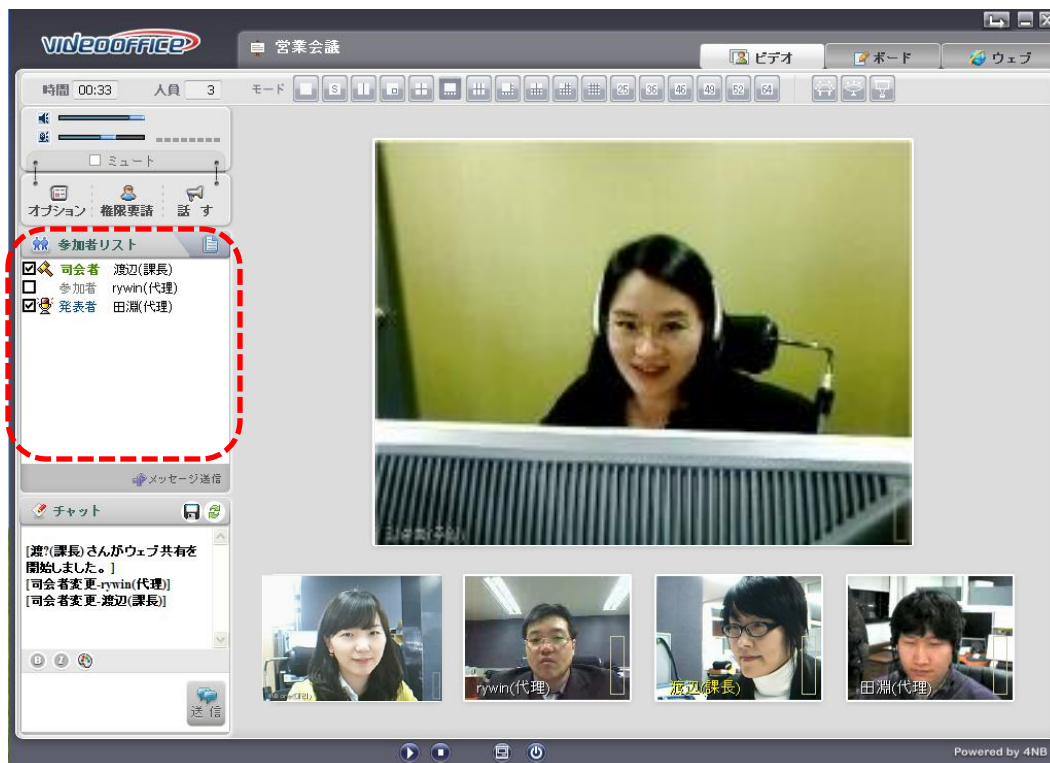 VIDEOOFFICE
営業会議
ビデオ
ボード
ウェブ
時間 00:33 人員 3
モード
S
25 36 46 49 52 64
ミュート
オプション 権限要請 話す
参加者リスト
司会者 渡辺(課長)
参加者 rywin(代理)
発表者 田淵(代理)
メッセージ送信
チャット
[渡?(課長)さんがウェブ共有を
開始しました。]
[司会者変更-rywin(代理)]
[司会者変更-渡辺(課長)]
送信
rywin(代理)
渡辺(課長)
田淵(代理)
Powered by 4NB